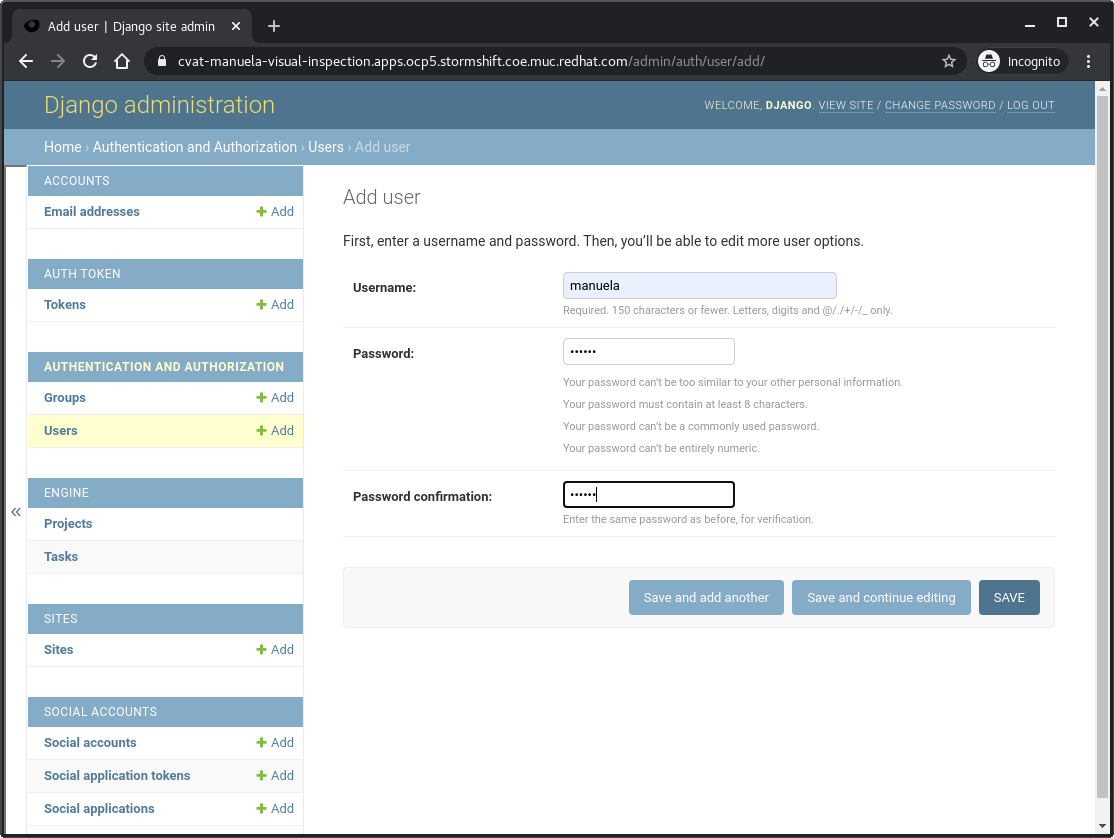 Add user | Django site admin
cvat-manuela-visual-inspection.apps.ocp5.stormshift.coe.muc.redhat.com/admin/auth/user/add/
Incognito
Django administration
WELCOME, DJANGO. VIEW SITE / CHANGE PASSWORD / LOG OUT
Home › Authentication and Authorization › Users › Add user
ACCOUNTS
Email addresses + Add
AUTH TOKEN
Tokens + Add
AUTHENTICATION AND AUTHORIZATION
Groups + Add
Users + Add
ENGINE
Projects
Tasks
SITES
Sites + Add
SOCIAL ACCOUNTS
Social accounts + Add
Social application tokens + Add
Social applications + Add
«
Add user
First, enter a username and password. Then, you’ll be able to edit more user options.
Username: manuela
Required. 150 characters or fewer. Letters, digits and @/./+/-/_ only.
Password: ••••••
Your password can’t be too similar to your other personal information.
Your password must contain at least 8 characters.
Your password can’t be a commonly used password.
Your password can’t be entirely numeric.
Password confirmation: ••••••
Enter the same password as before, for verification.
Save and add another
Save and continue editing
SAVE